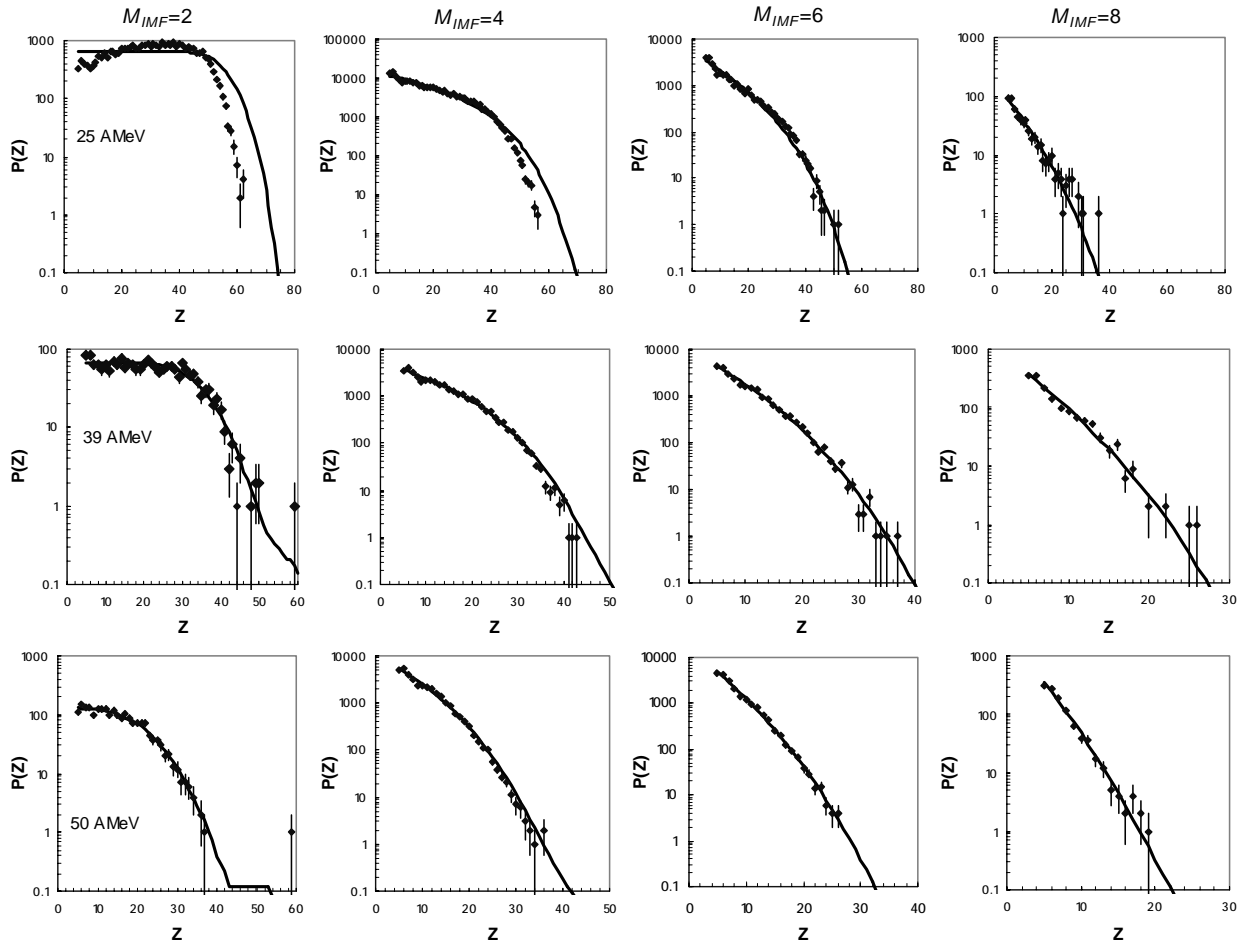 M_IMF=2 M_IMF=4 M_IMF=6 M_IMF=8
1000 100000 10000 1000
10000
1000 100
100 1000 100
10 100 10
10 10
1 1 1 1
0.1 0.1 0.1 0.1
P(Z) P(Z) P(Z) P(Z)
25 AMeV
0 20 40 60 80 0 20 40 60 80 0 20 40 60 80 0 20 40 60 80
Z Z Z Z
100 10000 10000 1000
1000 1000 100
10 100 100 10
1 10 10 1
1 1
0.1 0.1 0.1 0.1
P(Z) P(Z) P(Z) P(Z)
39 AMeV
0 10 20 30 40 50 60 0 10 20 30 40 50 0 10 20 30 40 0 10 20 30
Z Z Z Z
1000 10000 10000 1000
100 1000 1000 100
10 100 100 10
1 10 10 1
1 1
0.1 0.1 0.1 0.1
P(Z) P(Z) P(Z) P(Z)
50 AMeV
0 10 20 30 40 50 60 0 10 20 30 40 50 0 10 20 30 40 0 10 20 30
Z Z Z Z